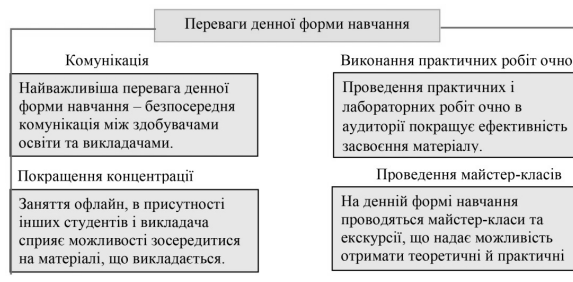 Переваги денної форми навчання
Комунікація
Найважливіша перевага денної
форми навчання – безпосередня
комунікація між здобувачами
освіти та викладачами.
Виконання практичних робіт очно
Проведення практичних і
лабораторних робіт очно в
аудиторії покращує ефективність
засвоєння матеріалу.
Покращення концентрації
Заняття офлайн, в присутності
інших студентів і викладача
сприяє можливості зосередитися
на матеріалі, що викладається.
Проведення майстер-класів
На денній формі навчання
проводяться майстер-класи та
екскурсії, що надає можливість
отримати теоретичні й практичні